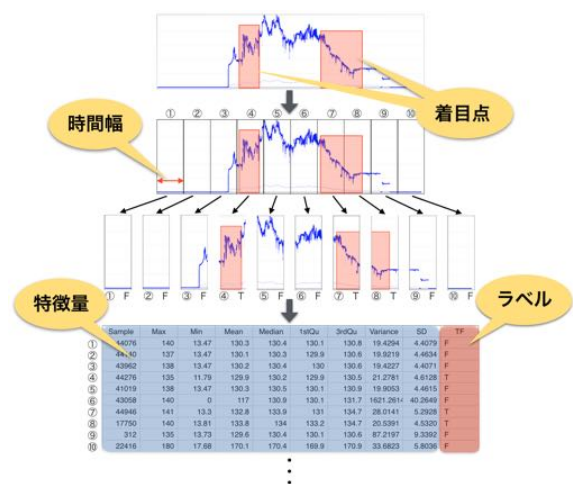 着目点
① ② ③ ④ ⑤ ⑥ ⑦ ⑧ ⑨ ⑩
時間幅
① F ② F ③ F ④ T ⑤ F ⑥ F ⑦ T ⑧ T ⑨ F ⑩ F
特徴量
ラベル
Sample Max Min Mean Median 1stQu 3rdQu Variance SD TF
① 44076 140 13.47 130.3 130.4 130.1 130.8 19.4294 4.4079 F
② 44140 137 13.47 130.1 130.3 129.9 130.6 19.9219 4.4634 F
③ 43962 138 13.47 130.2 130.4 130 130.6 19.4227 4.4071 F
④ 44276 135 11.79 129.9 130.2 129.9 130.5 21.2781 4.6128 T
⑤ 41019 138 13.47 130.3 130.5 130.1 130.9 19.9053 4.4615 F
⑥ 43058 140 0 117 130.9 130.1 131.7 1621.2614 40.2649 F
⑦ 44946 141 13.3 132.8 133.9 131 134.7 28.0141 5.2928 T
⑧ 17750 140 13.81 133.8 134 133.2 134.7 20.5391 4.5320 T
⑨ 312 135 13.73 129.6 130.4 130.1 130.6 87.2197 9.3392 F
⑩ 22416 180 17.68 170.1 170.4 169.9 170.9 33.6823 5.8036 F